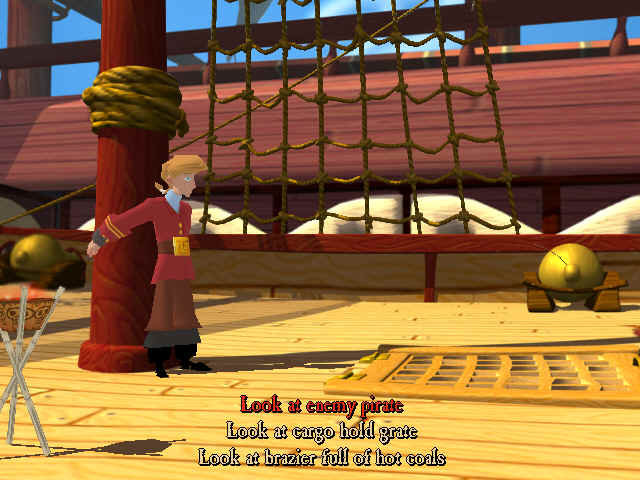 Look at enemy pirate
Look at cargo hold grate
Look at brazier full of hot coals